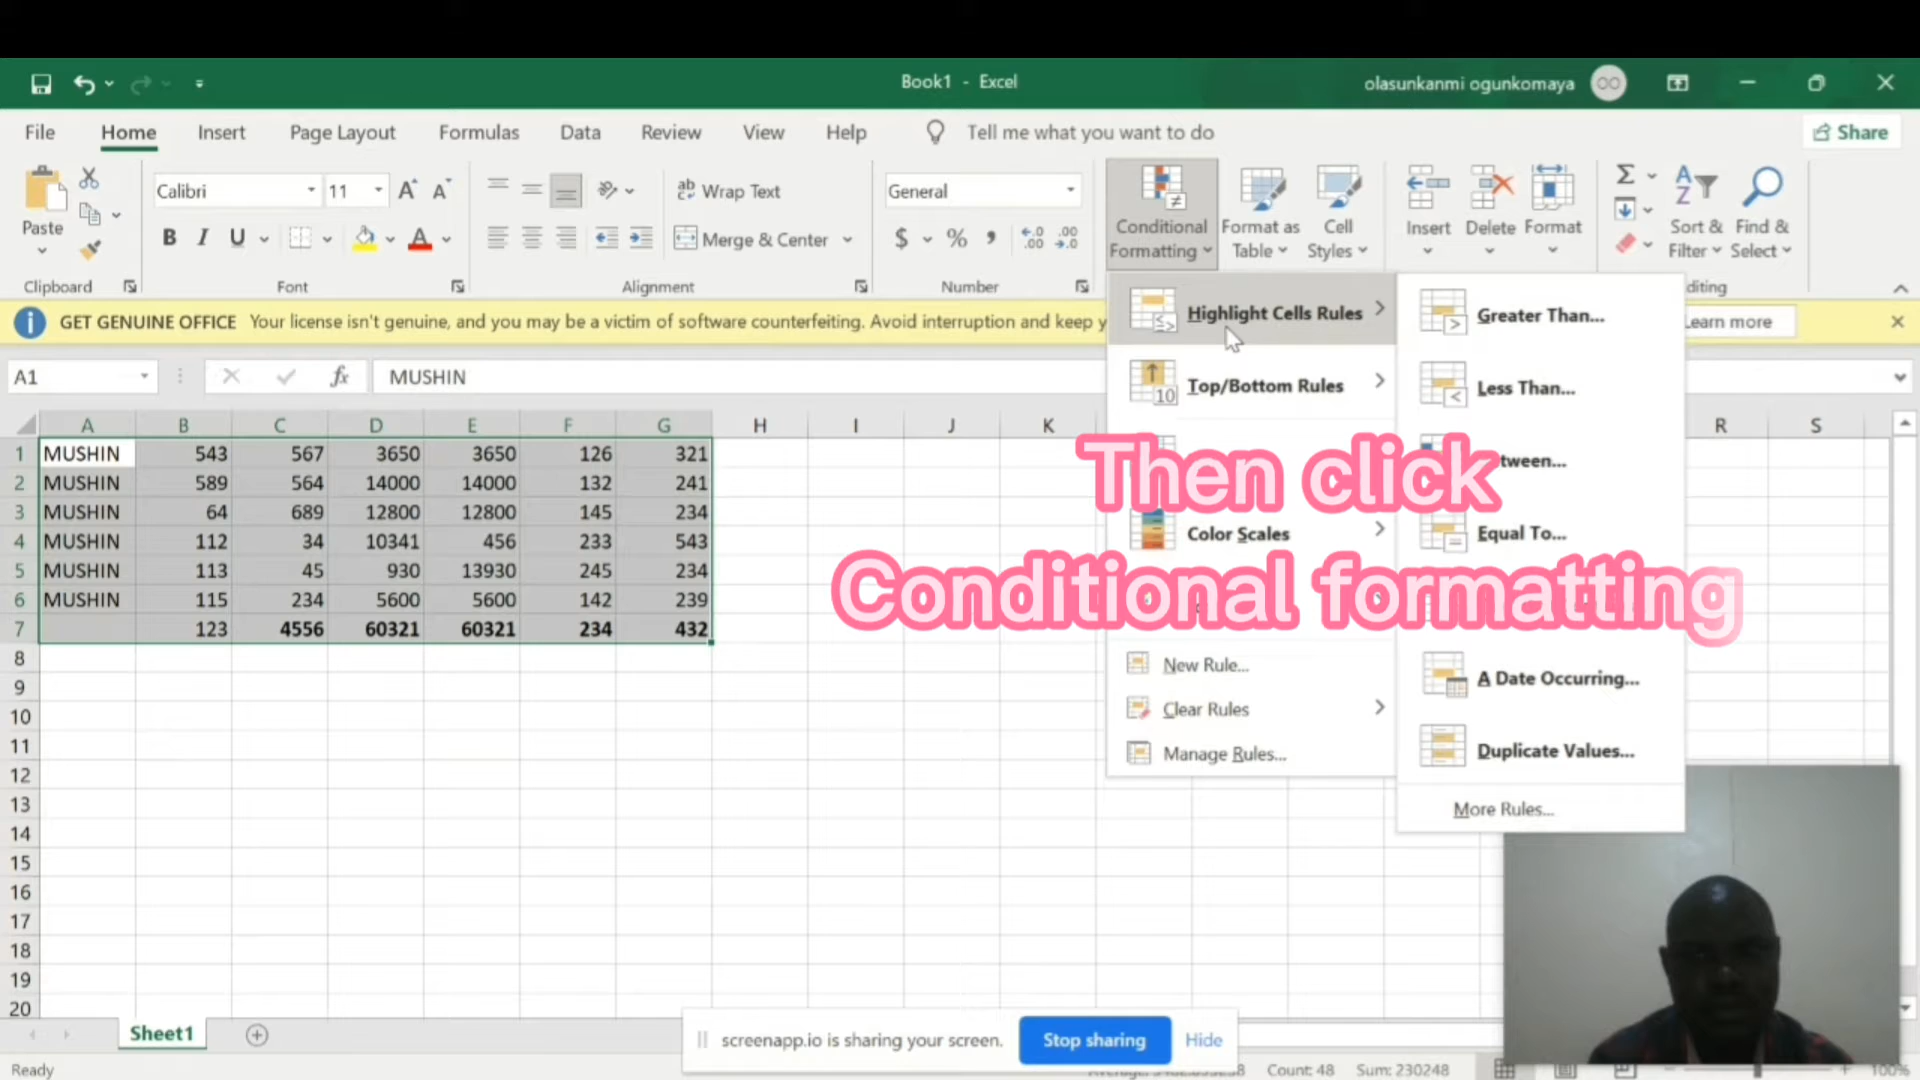 Book1 - Excel
olasunkanmi ogunkomaya
OO
File Home Insert Page Layout Formulas Data Review View Help Tell me what you want to do
Share
Paste
Clipboard
Calibri 11
B I U
Font
ab Wrap Text
Merge & Center
Alignment
General
$ % ,
Number
Conditional Formatting
Format as Table
Cell Styles
Insert Delete Format
Sort & Filter
Find & Select
diting
GET GENUINE OFFICE Your license isn't genuine, and you may be a victim of software counterfeiting. Avoid interruption and keep y
Learn more
A1 fx MUSHIN
A B C D E F G H I J K R S
1 MUSHIN 543 567 3650 3650 126 321
2 MUSHIN 589 564 14000 14000 132 241
3 MUSHIN 64 689 12800 12800 145 234
4 MUSHIN 112 34 10341 456 233 543
5 MUSHIN 113 45 930 13930 245 234
6 MUSHIN 115 234 5600 5600 142 239
7 123 4556 60321 60321 234 432
8
9
10
11
12
13
14
15
16
17
18
19
20
Highlight Cells Rules
Top/Bottom Rules
Color Scales
New Rule...
Clear Rules
Manage Rules...
Greater Than...
Less Than...
tween...
Equal To...
A Date Occurring...
Duplicate Values...
More Rules...
Then click
Conditional formatting
Sheet1
screenapp.io is sharing your screen.
Stop sharing
Hide
Ready
Count: 48 Sum: 230248
100%